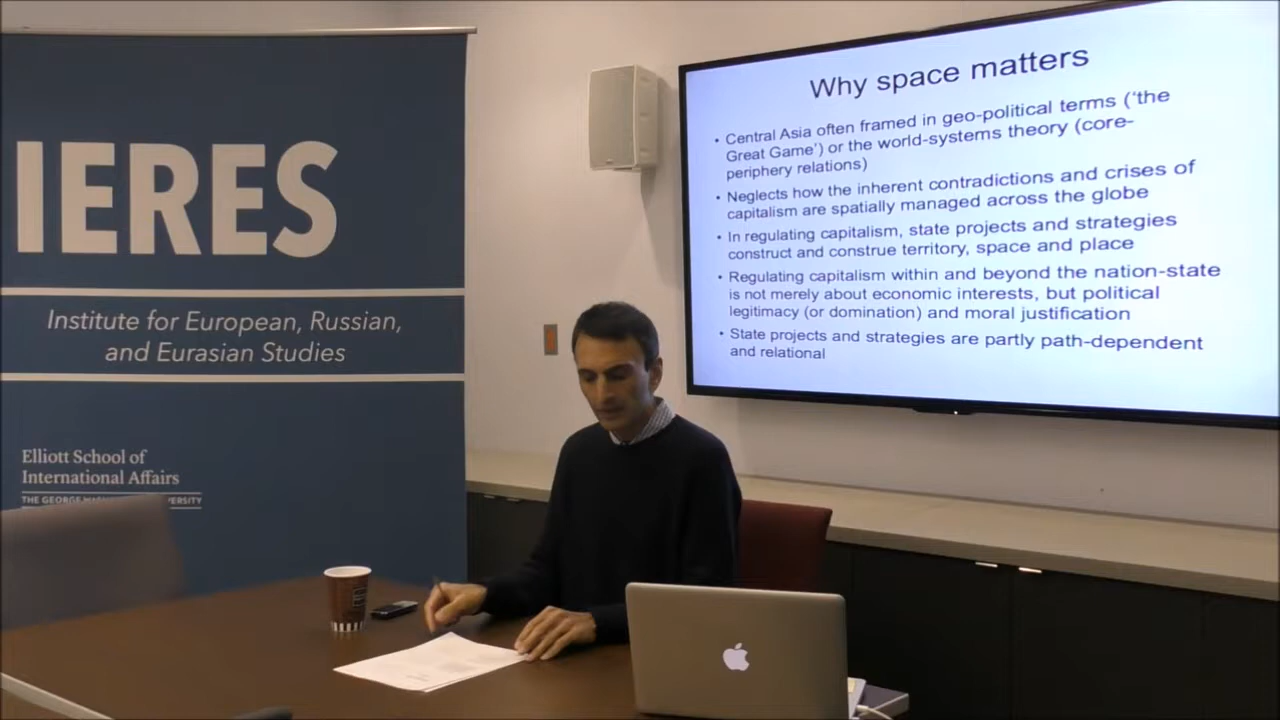 IERES
Institute for European, Russian,
and Eurasian Studies
Elliott School of
International Affairs
THE GEORGE
Why space matters
• Central Asia often framed in geo-political terms (‘the
Great Game’) or the world-systems theory (core-
periphery relations)
• Neglects how the inherent contradictions and crises of
capitalism are spatially managed across the globe
• In regulating capitalism, state projects and strategies
construct and construe territory, space and place
• Regulating capitalism within and beyond the nation-state
is not merely about economic interests, but political
legitimacy (or domination) and moral justification
• State projects and strategies are partly path-dependent
and relational